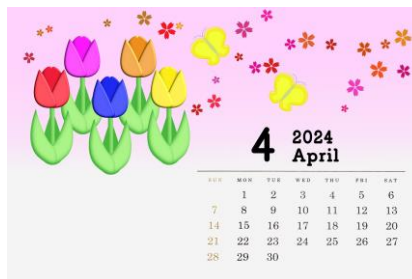 4 2024
April
SUN MON TUE WED THU FRI SAT
1 2 3 4 5 6
7 8 9 10 11 12 13
14 15 16 17 18 19 20
21 22 23 24 25 26 27
28 29 30